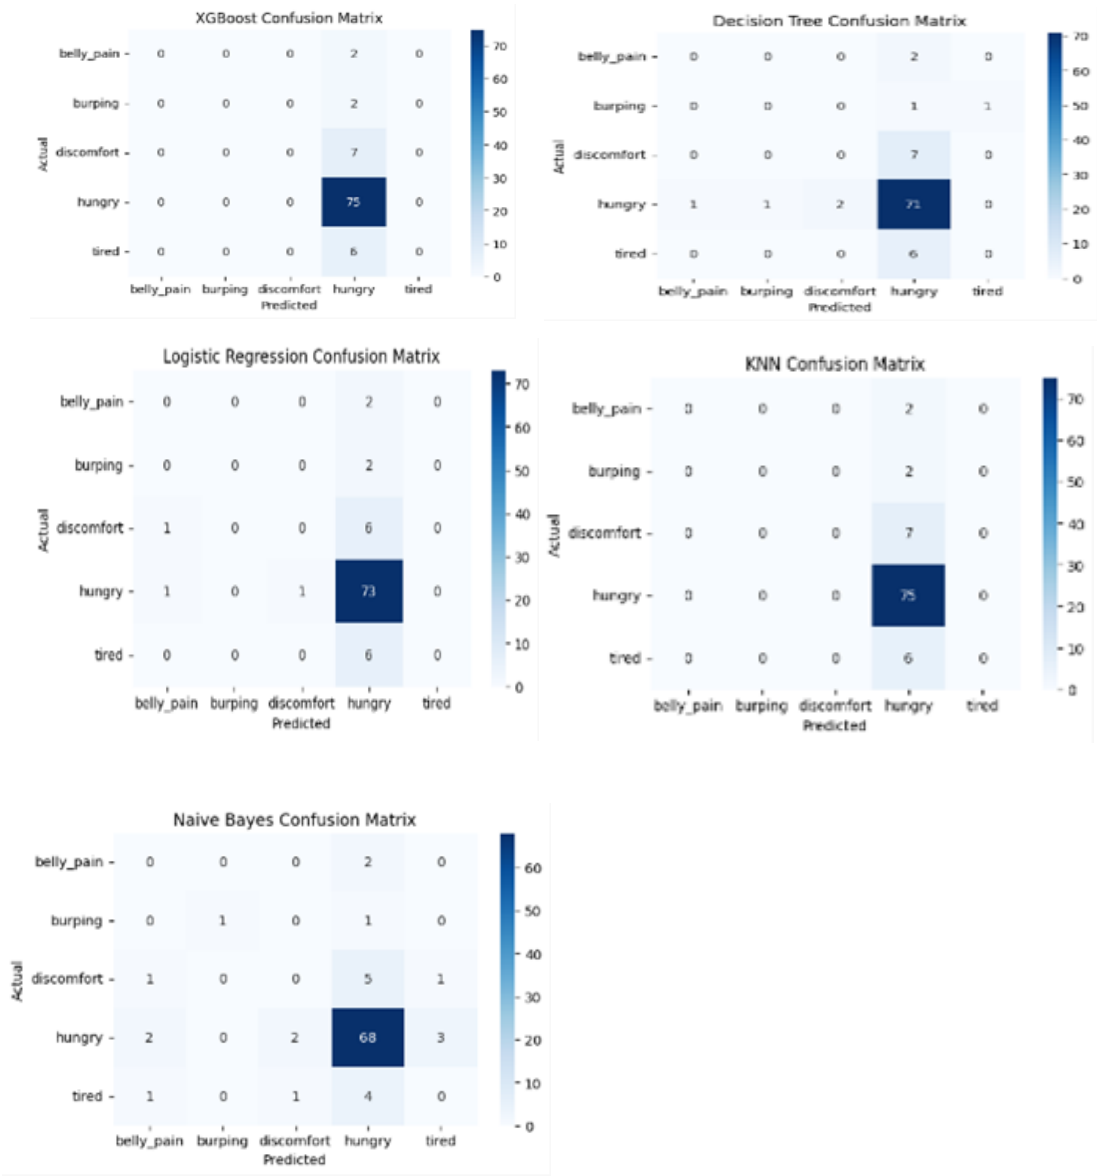 XGBoost Confusion Matrix
belly_pain 0 0 0 2 0
burping 0 0 0 2 0
discomfort 0 0 0 7 0
hungry 0 0 0 75 0
tired 0 0 0 6 0
belly_pain burping discomfort hungry tired
Predicted
Actual
70
60
50
40
30
20
10
0
Decision Tree Confusion Matrix
belly_pain 0 0 0 2 0
burping 0 0 0 1 1
discomfort 0 0 0 7 0
hungry 1 1 2 71 0
tired 0 0 0 6 0
belly_pain burping discomfort hungry tired
Predicted
Actual
70
60
50
40
30
20
10
0
Logistic Regression Confusion Matrix
belly_pain 0 0 0 2 0
burping 0 0 0 2 0
discomfort 1 0 0 6 0
hungry 1 0 1 73 0
tired 0 0 0 6 0
belly_pain burping discomfort hungry tired
Predicted
Actual
70
60
50
40
30
20
10
0
KNN Confusion Matrix
belly_pain 0 0 0 2 0
burping 0 0 0 2 0
discomfort 0 0 0 7 0
hungry 0 0 0 75 0
tired 0 0 0 6 0
belly_pain burping discomfort hungry tired
Predicted
Actual
70
60
50
40
30
20
10
0
Naive Bayes Confusion Matrix
belly_pain 0 0 0 2 0
burping 0 1 0 1 0
discomfort 1 0 0 5 1
hungry 2 0 2 68 3
tired 1 0 1 4 0
belly_pain burping discomfort hungry tired
Predicted
Actual
60
50
40
30
20
10
0